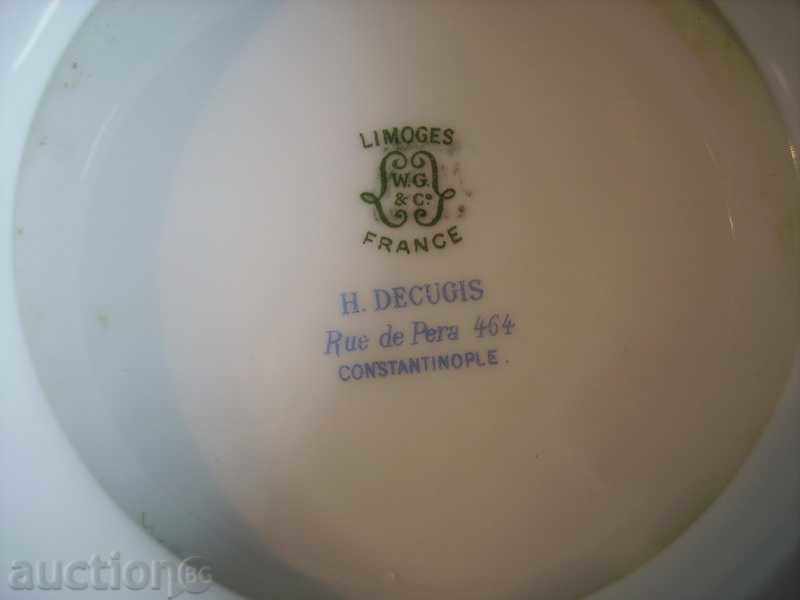 LIMOGES
W.G.
& Co
FRANCE
H. DECUGIS
Rue de Pera 464
CONSTANTINOPLE.
auction BG